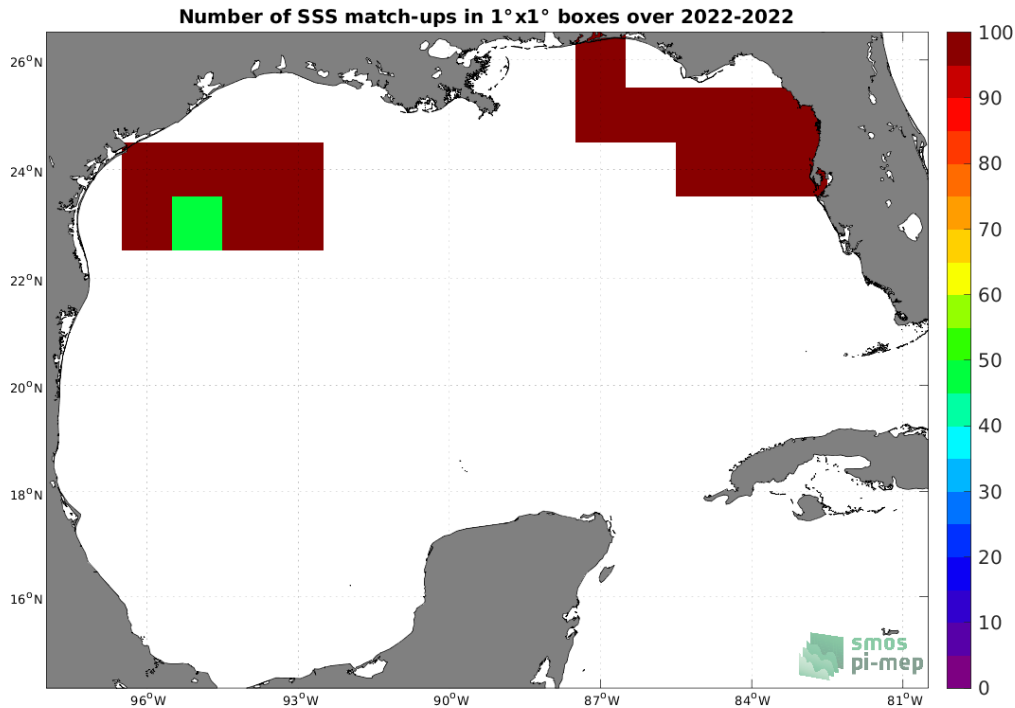 Number of SSS match-ups in 1°x1° boxes over 2022-2022
26°N
24°N
22°N
20°N
18°N
16°N
96°W
93°W
90°W
87°W
84°W
81°W
100
90
80
70
60
50
40
30
20
10
0
smos
pi-mep